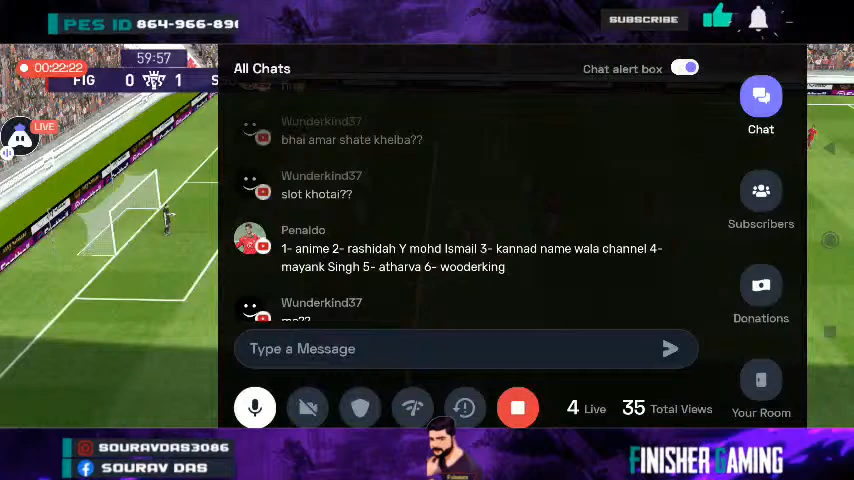 PES ID 864-966-89
SUBSCRIBE
00:22:22
59:57
FIG 0 1 S
LIVE
All Chats
Chat alert box
Wunderkind37
bhai amar shate khelba??
Wunderkind37
slot khotai??
Penaldo
1- anime 2- rashidah Y mohd Ismail 3- kannad name wala channel 4-
mayank Singh 5- atharva 6- wooderking
Wunderkind37
me??
Type a Message
Chat
Subscribers
Donations
Your Room
4 Live 35 Total Views
SOURAVDAS3086
SOURAV DAS
FINISHER GAMING